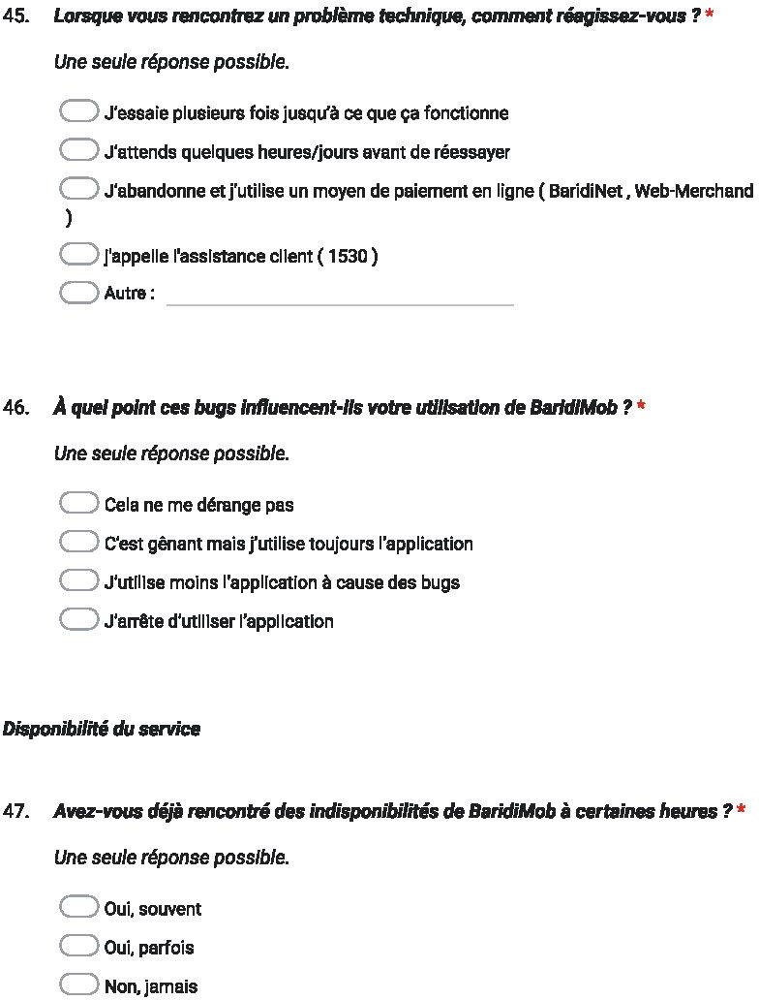 45. Lorsque vous rencontrez un problème technique, comment réagissez-vous ? *
Une seule réponse possible.
J'essaie plusieurs fois jusqu'à ce que ça fonctionne
J'attends quelques heures/jours avant de réessayer
J'abandonne et j'utilise un moyen de paiement en ligne ( BaridiNet , Web-Merchand
)
j'appelle l'assistance client ( 1530 )
Autre :
46. À quel point ces bugs influencent-ils votre utilisation de BaridiMob ? *
Une seule réponse possible.
Cela ne me dérange pas
C'est gênant mais j'utilise toujours l'application
J'utilise moins l'application à cause des bugs
J'arrête d'utiliser l'application
Disponibilité du service
47. Avez-vous déjà rencontré des indisponibilités de BaridiMob à certaines heures ? *
Une seule réponse possible.
Oui, souvent
Oui, parfois
Non, jamais